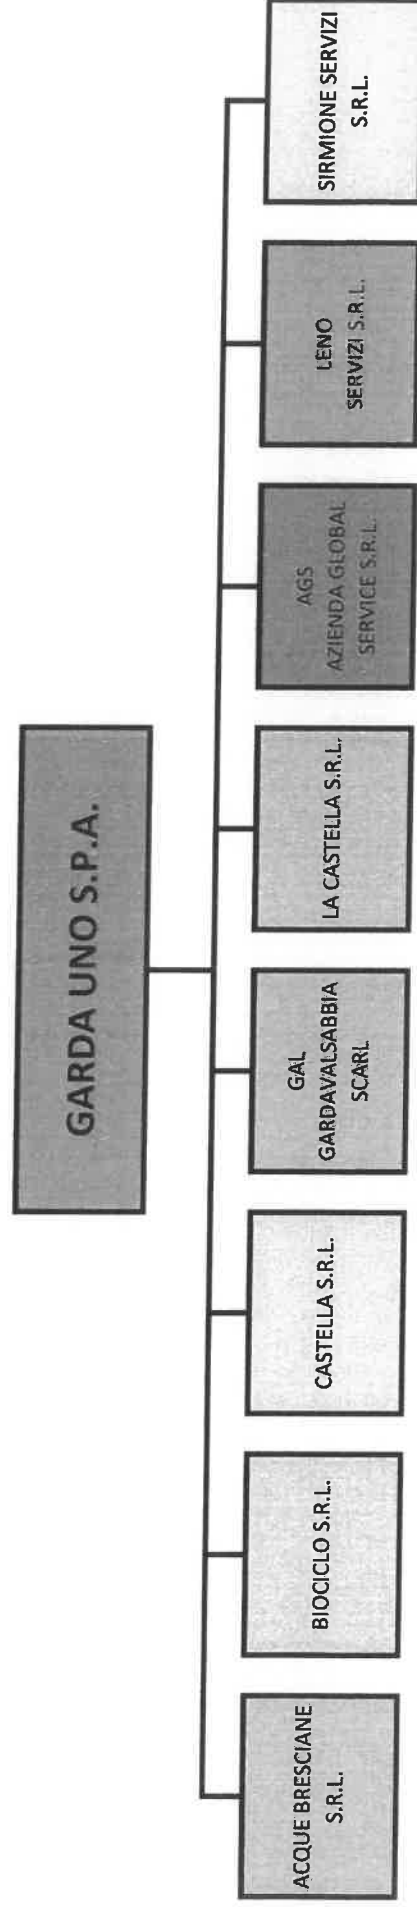 GARDA UNO S.P.A.
ACQUE BRESCIANE
S.R.L.
BIOCICLO S.R.L.
CASTELLA S.R.L.
GAL
GARDAVALSABBIA
SCARL
LA CASTELLA S.R.L.
AGS
AZIENDA GLOBAL
SERVICE S.R.L.
LENO
SERVIZI S.R.L.
SIRMIONE SERVIZI
S.R.L.